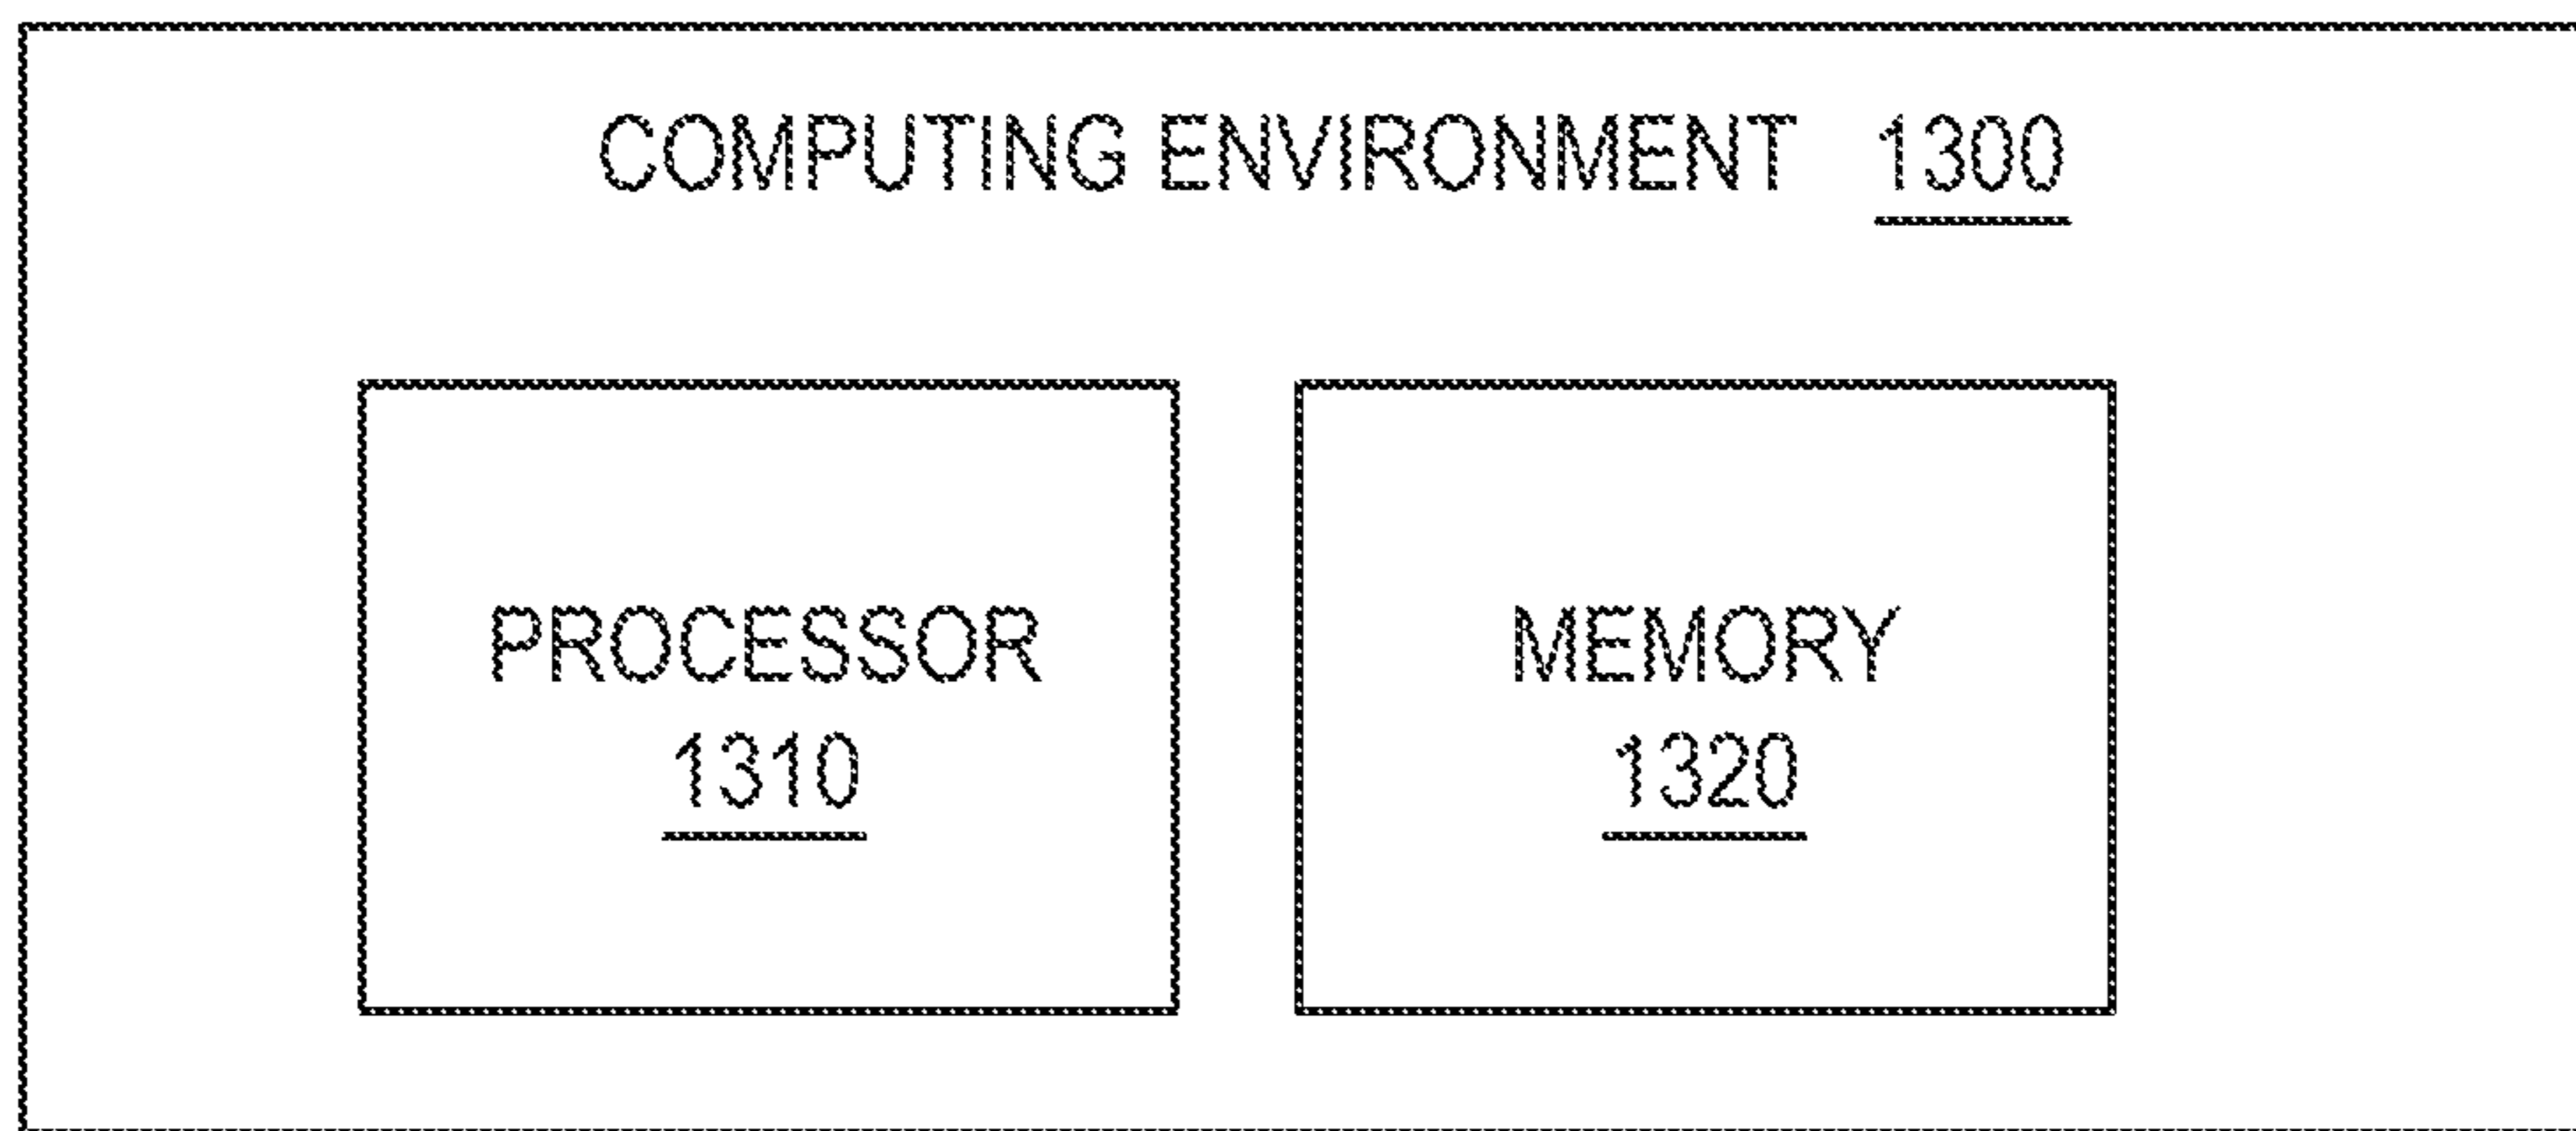 COMPUTING ENVIRONMENT 1300
PROCESSOR
1310
MEMORY
1320